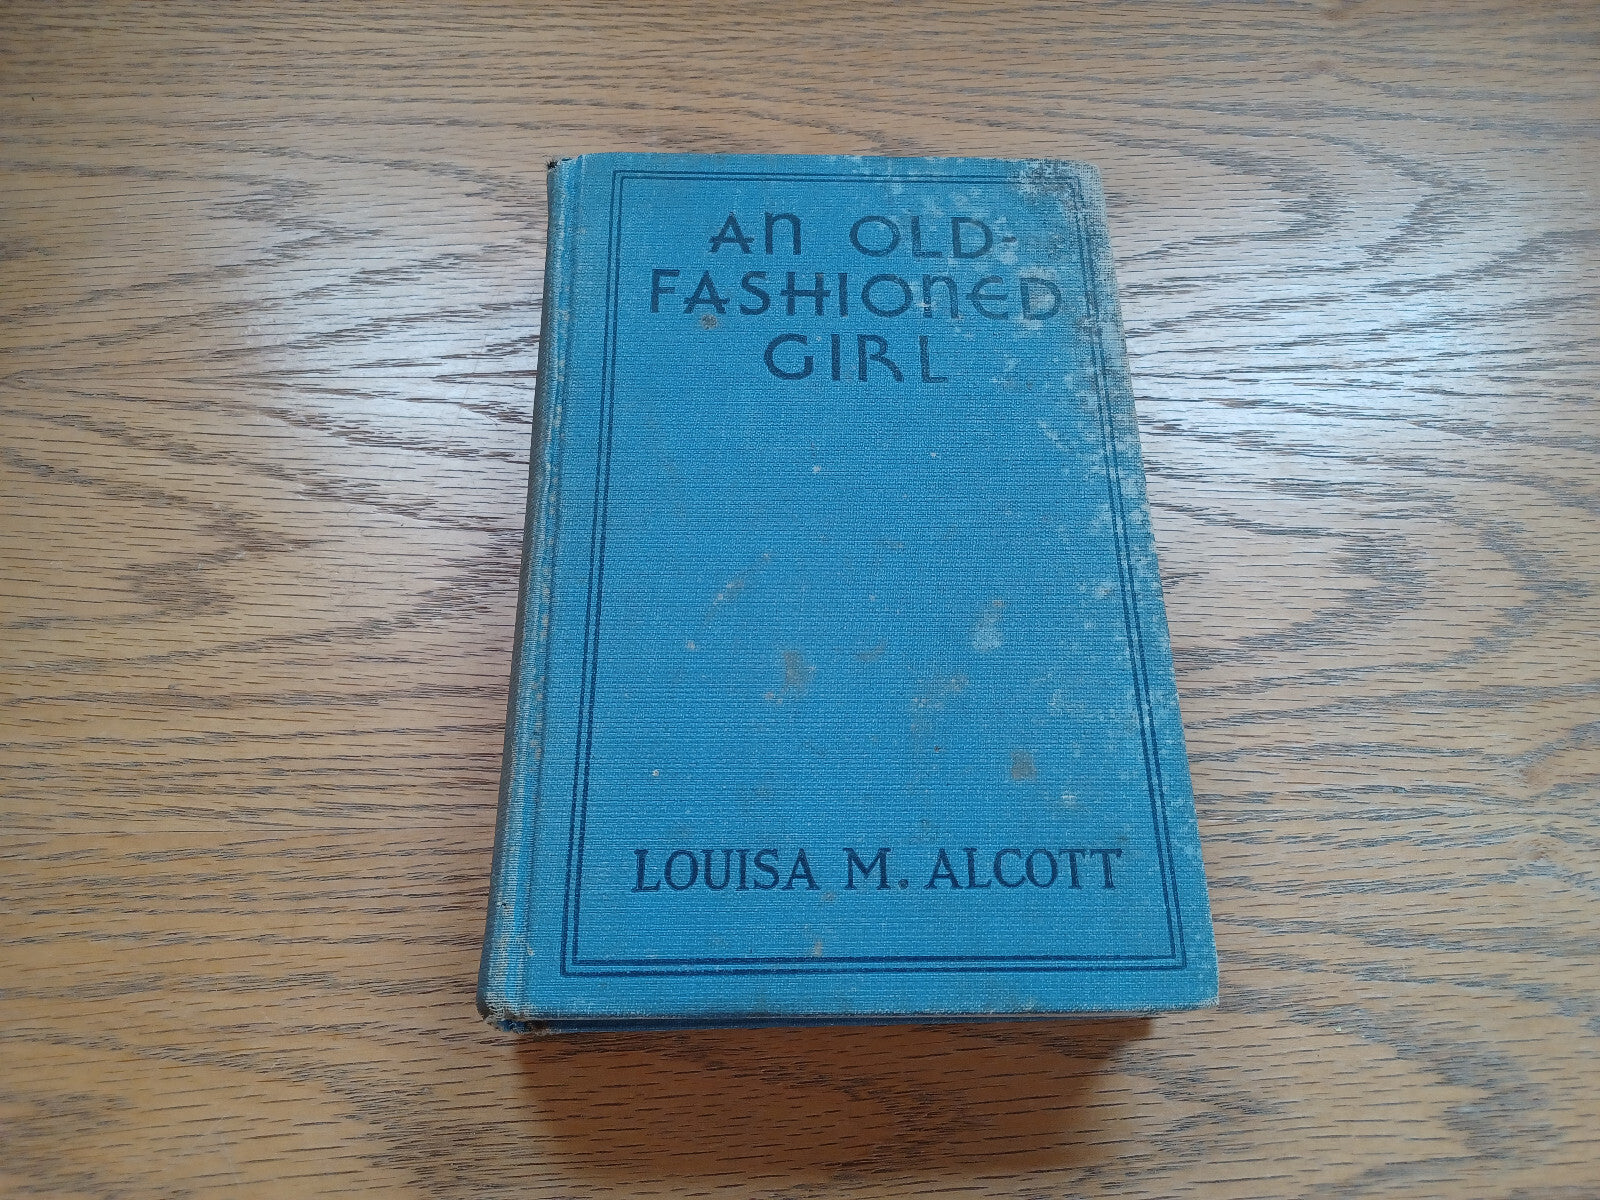 AN OLD-
FASHIONED
GIRL
LOUISA M. ALCOTT